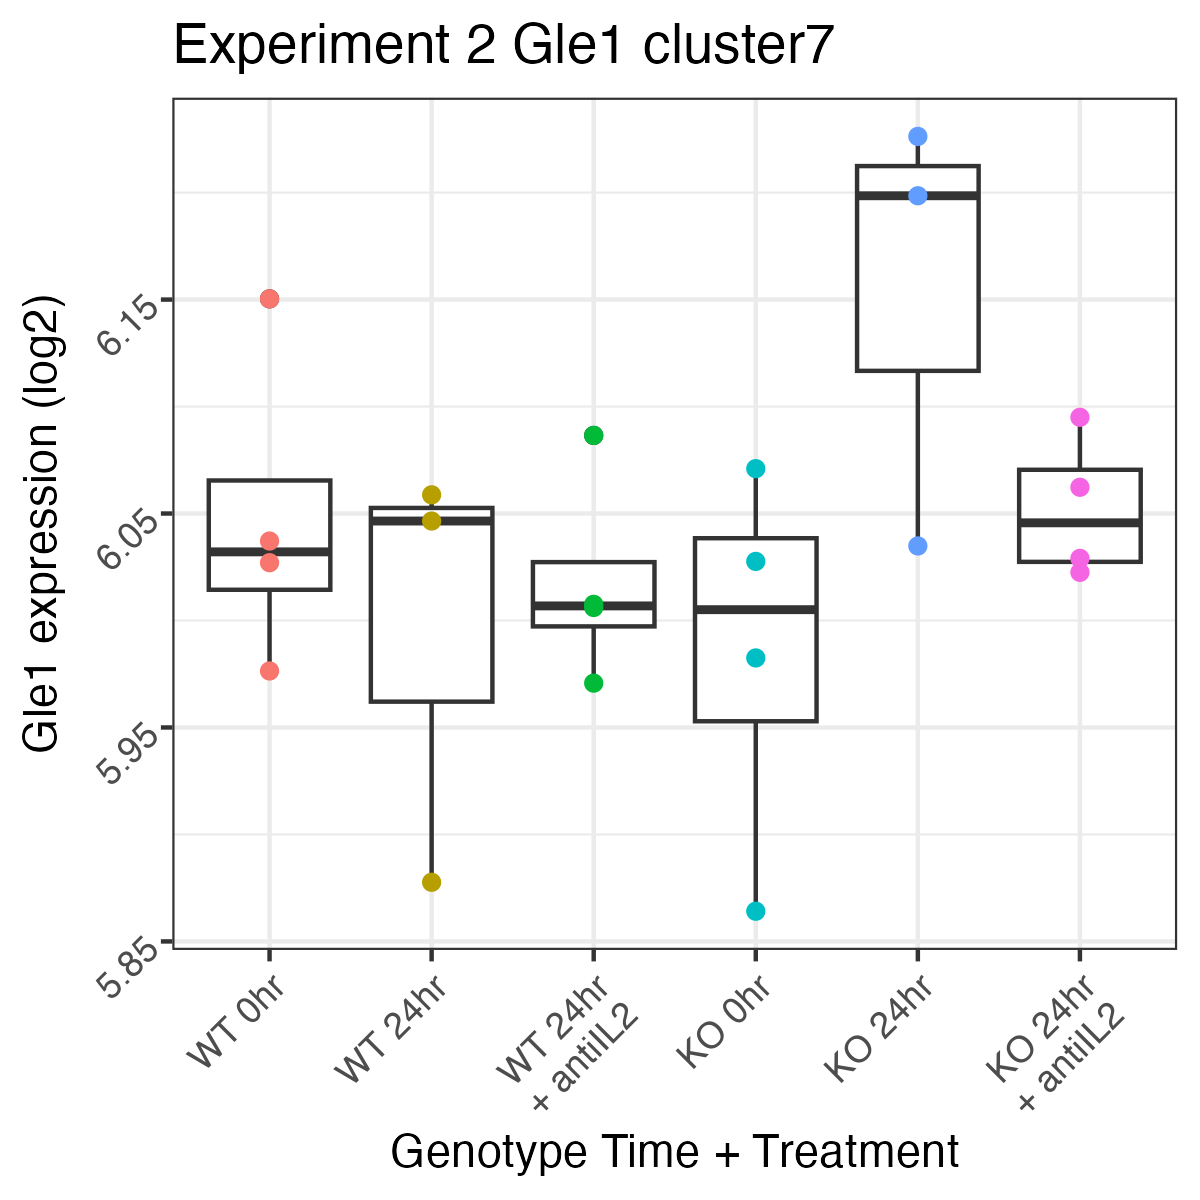 Experiment 2 Gle1 cluster7
Gle1 expression (log2)
6.15
6.05
5.95
5.85
WT 0hr
WT 24hr
WT 24hr
+ antiIL2
KO 0hr
KO 24hr
KO 24hr
+ antiIL2
Genotype Time + Treatment